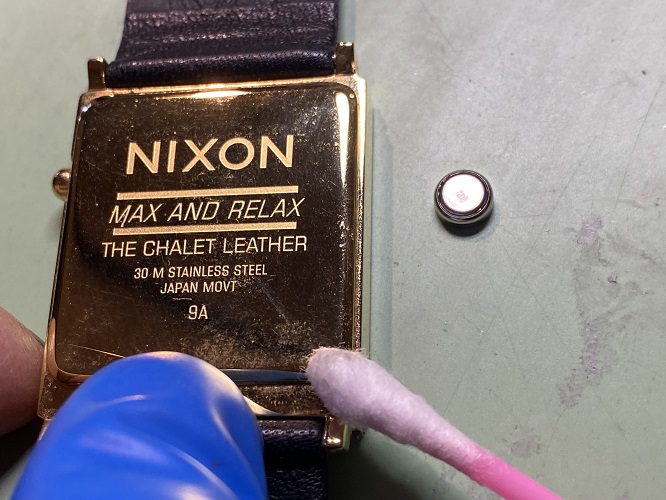 NIXON
MAX AND RELAX
THE CHALET LEATHER
30 M STAINLESS STEEL
JAPAN MOVT
9A